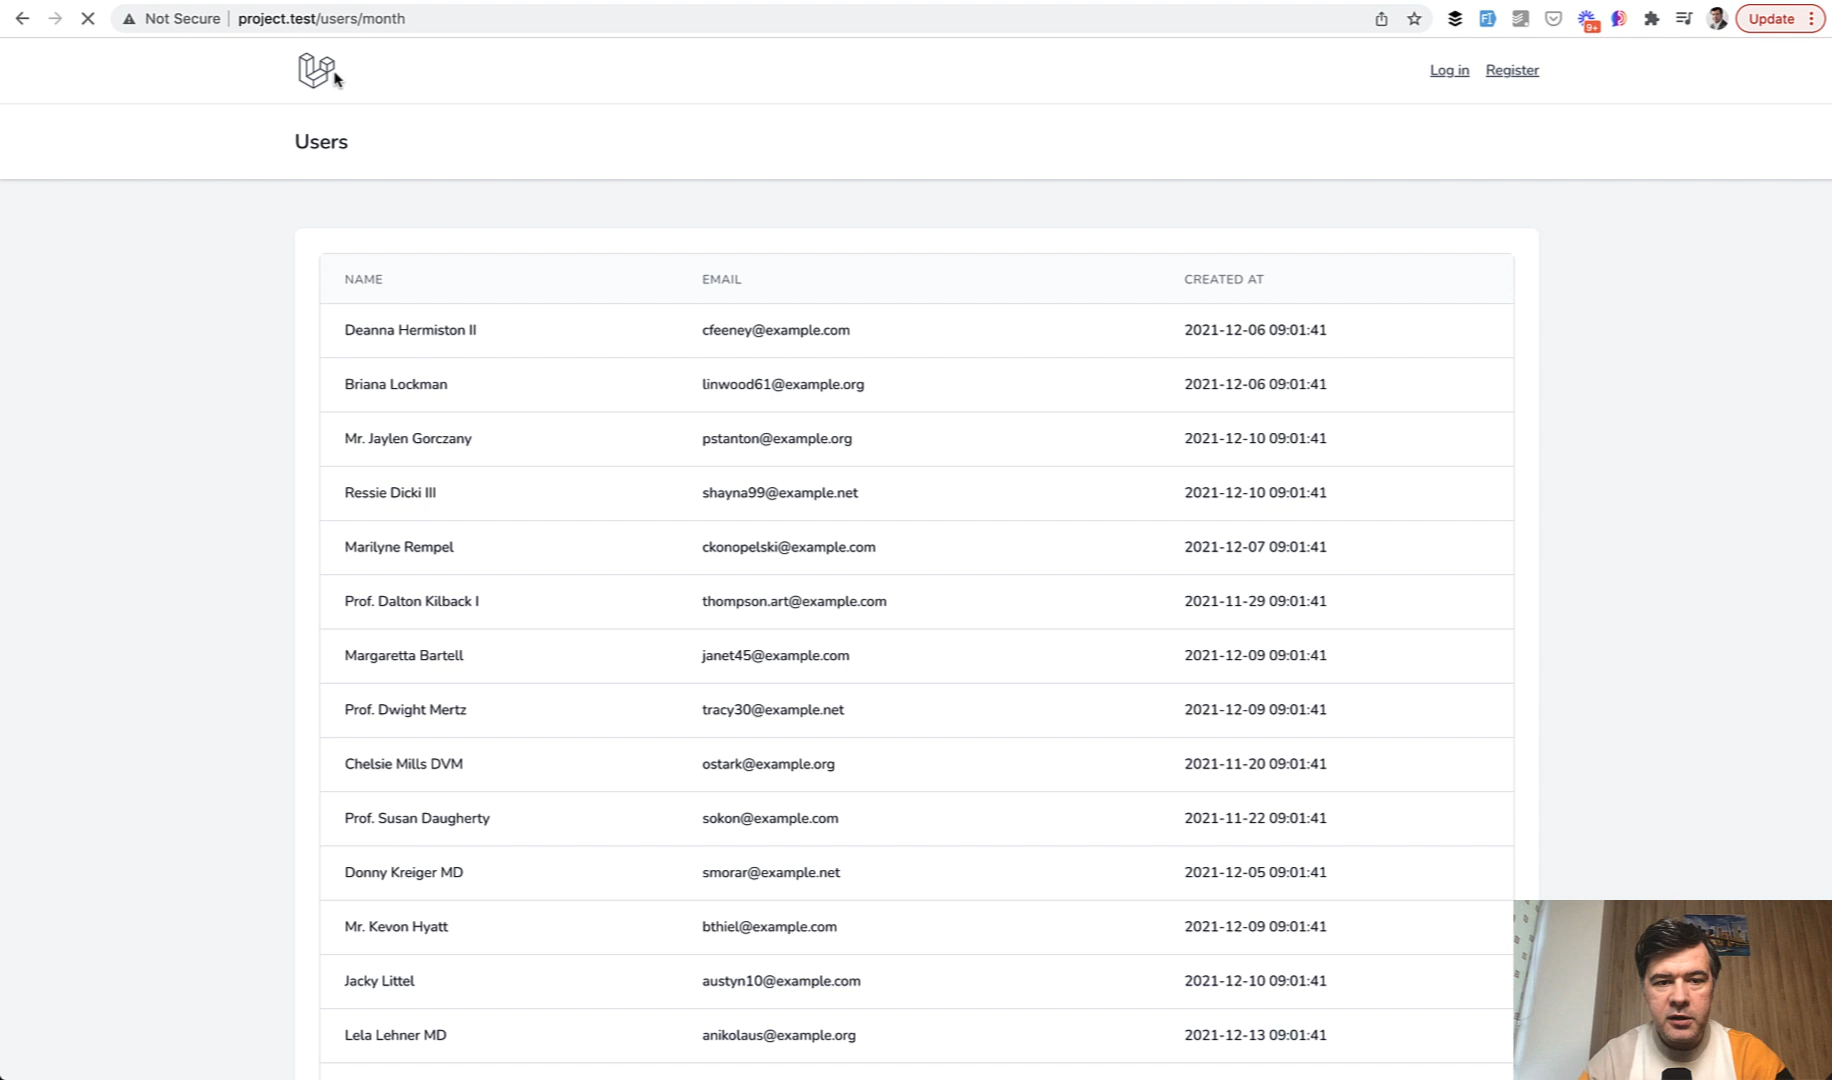 Not Secure | project.test/users/month
9+
Update
Log in Register
Users
NAME EMAIL CREATED AT
Deanna Hermiston II cfeeney@example.com 2021-12-06 09:01:41
Briana Lockman linwood61@example.org 2021-12-06 09:01:41
Mr. Jaylen Gorczany pstanton@example.org 2021-12-10 09:01:41
Ressie Dicki III shayna99@example.net 2021-12-10 09:01:41
Marilyne Rempel ckonopelski@example.com 2021-12-07 09:01:41
Prof. Dalton Kilback I thompson.art@example.com 2021-11-29 09:01:41
Margaretta Bartell janet45@example.com 2021-12-09 09:01:41
Prof. Dwight Mertz tracy30@example.net 2021-12-09 09:01:41
Chelsie Mills DVM ostark@example.org 2021-11-20 09:01:41
Prof. Susan Daugherty sokon@example.com 2021-11-22 09:01:41
Donny Kreiger MD smorar@example.net 2021-12-05 09:01:41
Mr. Kevon Hyatt bthiel@example.com 2021-12-09 09:01:41
Jacky Littel austyn10@example.com 2021-12-10 09:01:41
Lela Lehner MD anikolaus@example.org 2021-12-13 09:01:41